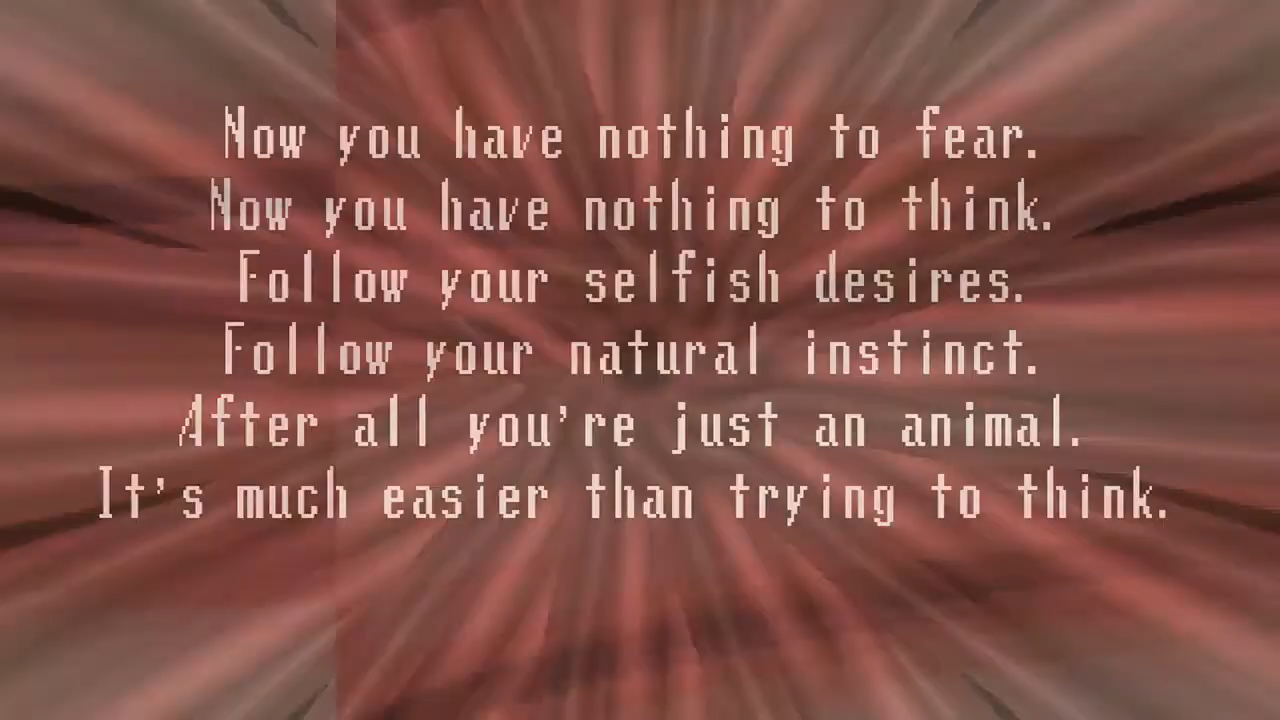 Now you have nothing to fear.
Now you have nothing to think.
Follow your selfish desires.
Follow your natural instinct.
After all you're just an animal.
It's much easier than trying to think.